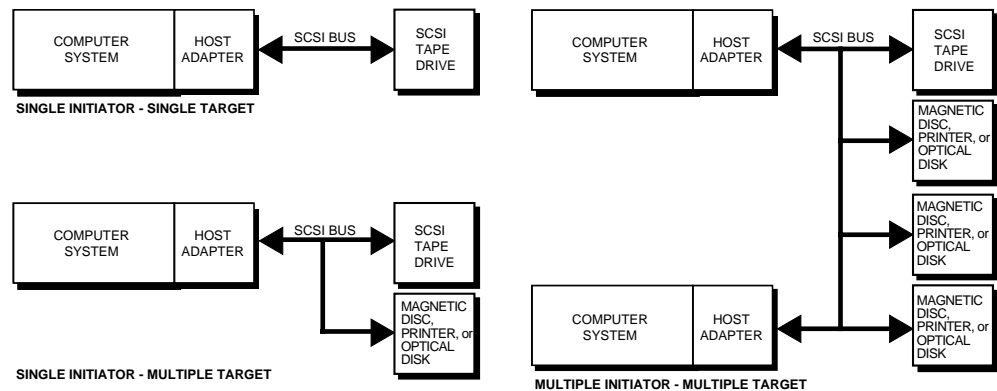 COMPUTER
SYSTEM
HOST
ADAPTER
SCSI BUS
SCSI
TAPE
DRIVE
SINGLE INITIATOR - SINGLE TARGET
COMPUTER
SYSTEM
HOST
ADAPTER
SCSI BUS
SCSI
TAPE
DRIVE
MAGNETIC
DISC,
PRINTER, or
OPTICAL
DISK
SINGLE INITIATOR - MULTIPLE TARGET
COMPUTER
SYSTEM
HOST
ADAPTER
SCSI BUS
SCSI
TAPE
DRIVE
MAGNETIC
DISC,
PRINTER, or
OPTICAL
DISK
MAGNETIC
DISC,
PRINTER, or
OPTICAL
DISK
COMPUTER
SYSTEM
HOST
ADAPTER
MAGNETIC
DISC,
PRINTER, or
OPTICAL
DISK
MULTIPLE INITIATOR - MULTIPLE TARGET